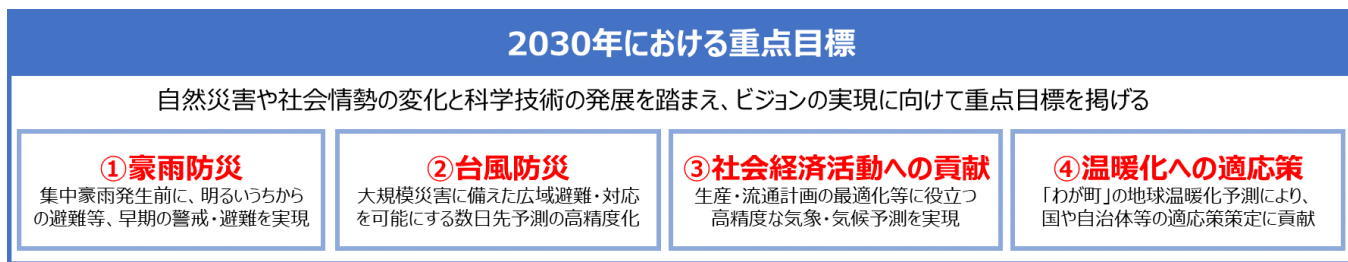 2030年における重点目標
自然災害や社会情勢の変化と科学技術の発展を踏まえ、ビジョンの実現に向けて重点目標を掲げる
①豪雨防災
集中豪雨発生前に、明るいうちから
の避難等、早期の警戒・避難を実現
②台風防災
大規模災害に備えた広域避難・対応
を可能にする数日先予測の高精度化
③社会経済活動への貢献
生産・流通計画の最適化等に役立つ
高精度な気象・気候予測を実現
④温暖化への適応策
「わが町」の地球温暖化予測により、
国や自治体等の適応策策定に貢献